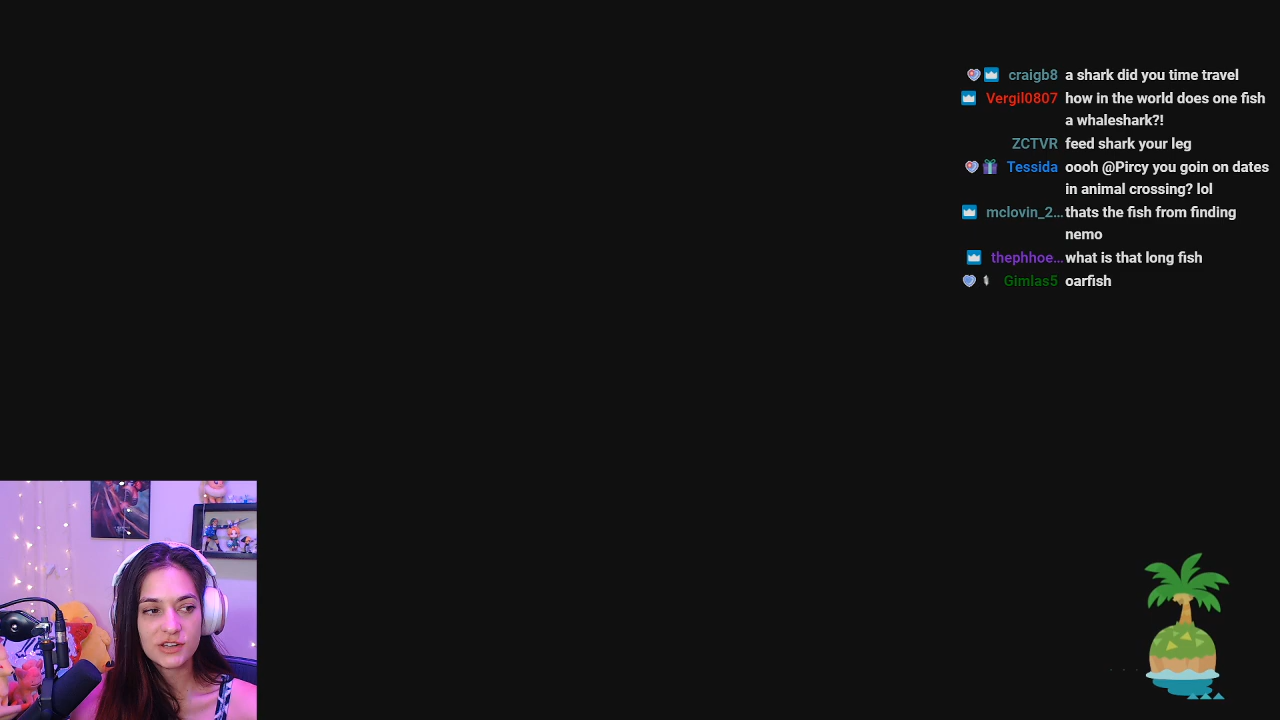 craigb8 a shark did you time travel
Vergil0807 how in the world does one fish
a whaleshark?!
ZCTVR feed shark your leg
Tessida oooh @Pircy you goin on dates
in animal crossing? lol
mclovin_2... thats the fish from finding
nemo
thephhoe... what is that long fish
Gimlas5 oarfish